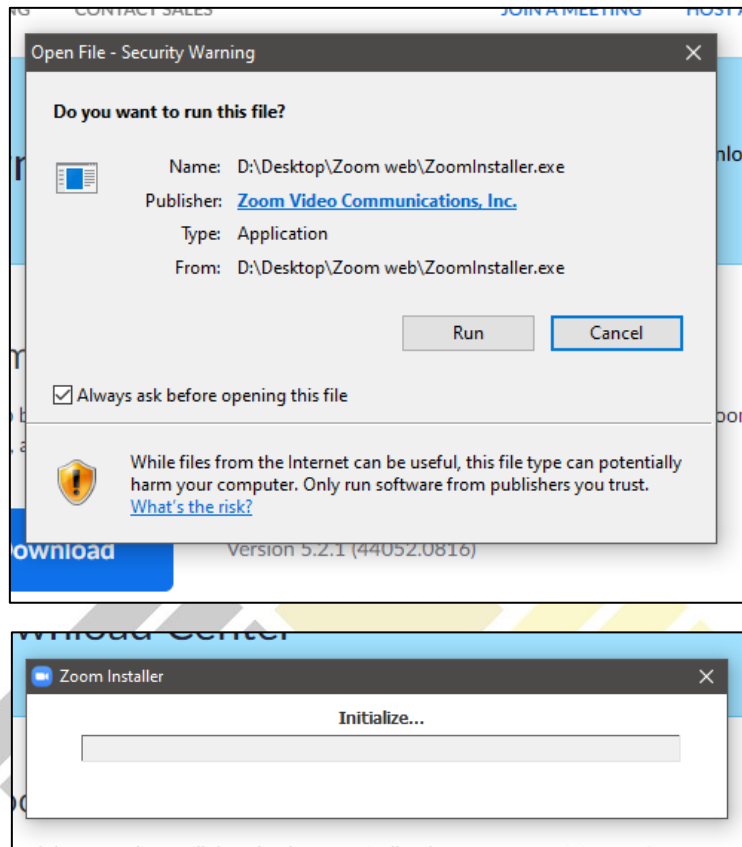 CONTACT SALES
JOIN A MEETING
HOST A
Open File - Security Warning
Do you want to run this file?
Name: D:\Desktop\Zoom web\ZoomInstaller.exe
Publisher: Zoom Video Communications, Inc.
Type: Application
From: D:\Desktop\Zoom web\ZoomInstaller.exe
Run
Cancel
Always ask before opening this file
While files from the Internet can be useful, this file type can potentially
harm your computer. Only run software from publishers you trust.
What's the risk?
Download
Version 5.2.1 (44052.0816)
Center
Zoom Installer
Initialize...